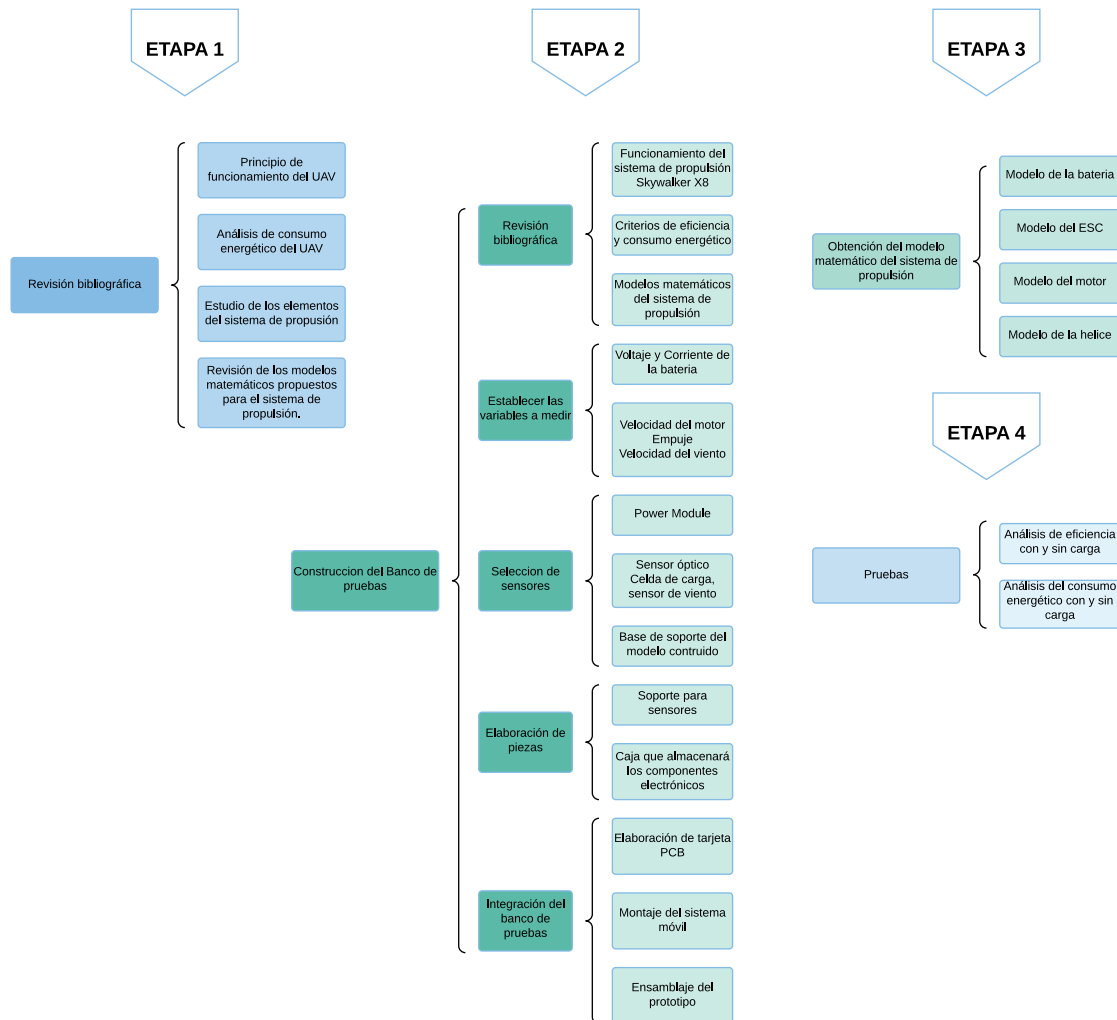 ETAPA 1
Revisión bibliográfica
Principio de
funcionamiento del UAV
Análisis de consumo
energético del UAV
Estudio de los elementos
del sistema de propusión
Revisión de los modelos
matemáticos propuestos
para el sistema de
propulsión.
ETAPA 2
Construccion del Banco de
pruebas
Revisión
bibliográfica
Funcionamiento del
sistema de propulsión
Skywalker X8
Criterios de eficiencia
y consumo energético
Modelos matemáticos
del sistema de
propulsión
Establecer las
variables a medir
Voltaje y Corriente de
la bateria
Velocidad del motor
Empuje
Velocidad del viento
Seleccion de
sensores
Power Module
Sensor óptico
Celda de carga,
sensor de viento
Base de soporte del
modelo contruido
Elaboración de
piezas
Soporte para
sensores
Caja que almacenará
los componentes
electrónicos
Integración del
banco de
pruebas
Elaboración de tarjeta
PCB
Montaje del sistema
móvil
Ensamblaje del
prototipo
ETAPA 3
Obtención del modelo
matemático del sistema de
propulsión
Modelo de la bateria
Modelo del ESC
Modelo del motor
Modelo de la helice
ETAPA 4
Pruebas
Análisis de eficiencia
con y sin carga
Análisis del consumo
energético con y sin
carga